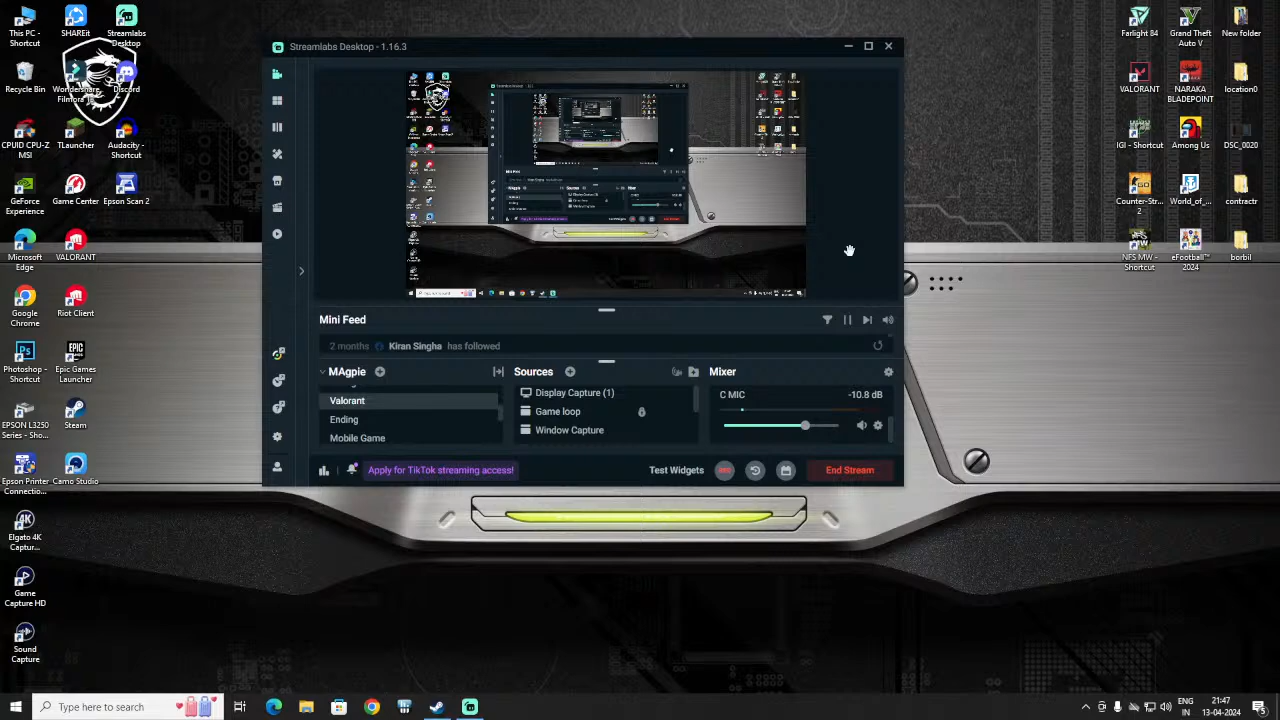 This PC - Shortcut
SHAREit
Streamlabs Desktop
Recycle Bin
Wondershare Filmora
Discord
CPUID CPU-Z MSI
TLauncher
Audacity - Shortcut
GeForce Experience
Game Center
Epson Scan 2
Microsoft Edge
VALORANT
Google Chrome
Riot Client
Photoshop - Shortcut
Epic Games Launcher
EPSON L3250 Series - Sho...
Steam
Epson Printer Connectio...
Camo Studio
Elgato 4K Captur...
Game Capture HD
Sound Capture
Streamlabs Desktop - 1.16.3
Mini Feed
2 months Kiran Singha has followed
MAgpie
Valorant
Ending
Mobile Game
Sources
Display Capture (1)
Game loop
Window Capture
Mixer
C MIC -10.8 dB
Apply for TikTok streaming access!
Test Widgets
REC
End Stream
Farlight 84
Grand Theft Auto V
New folder
VALORANT
NARAKA BLADEPOINT
location0
IGI - Shortcut
Among Us
DSC_0020
Counter-Str... 2
World_of_...
contractr
NFS MW - Shortcut
eFootball™ 2024
borbil
Type here to search
ENG
IN
21:47
13-04-2024
5